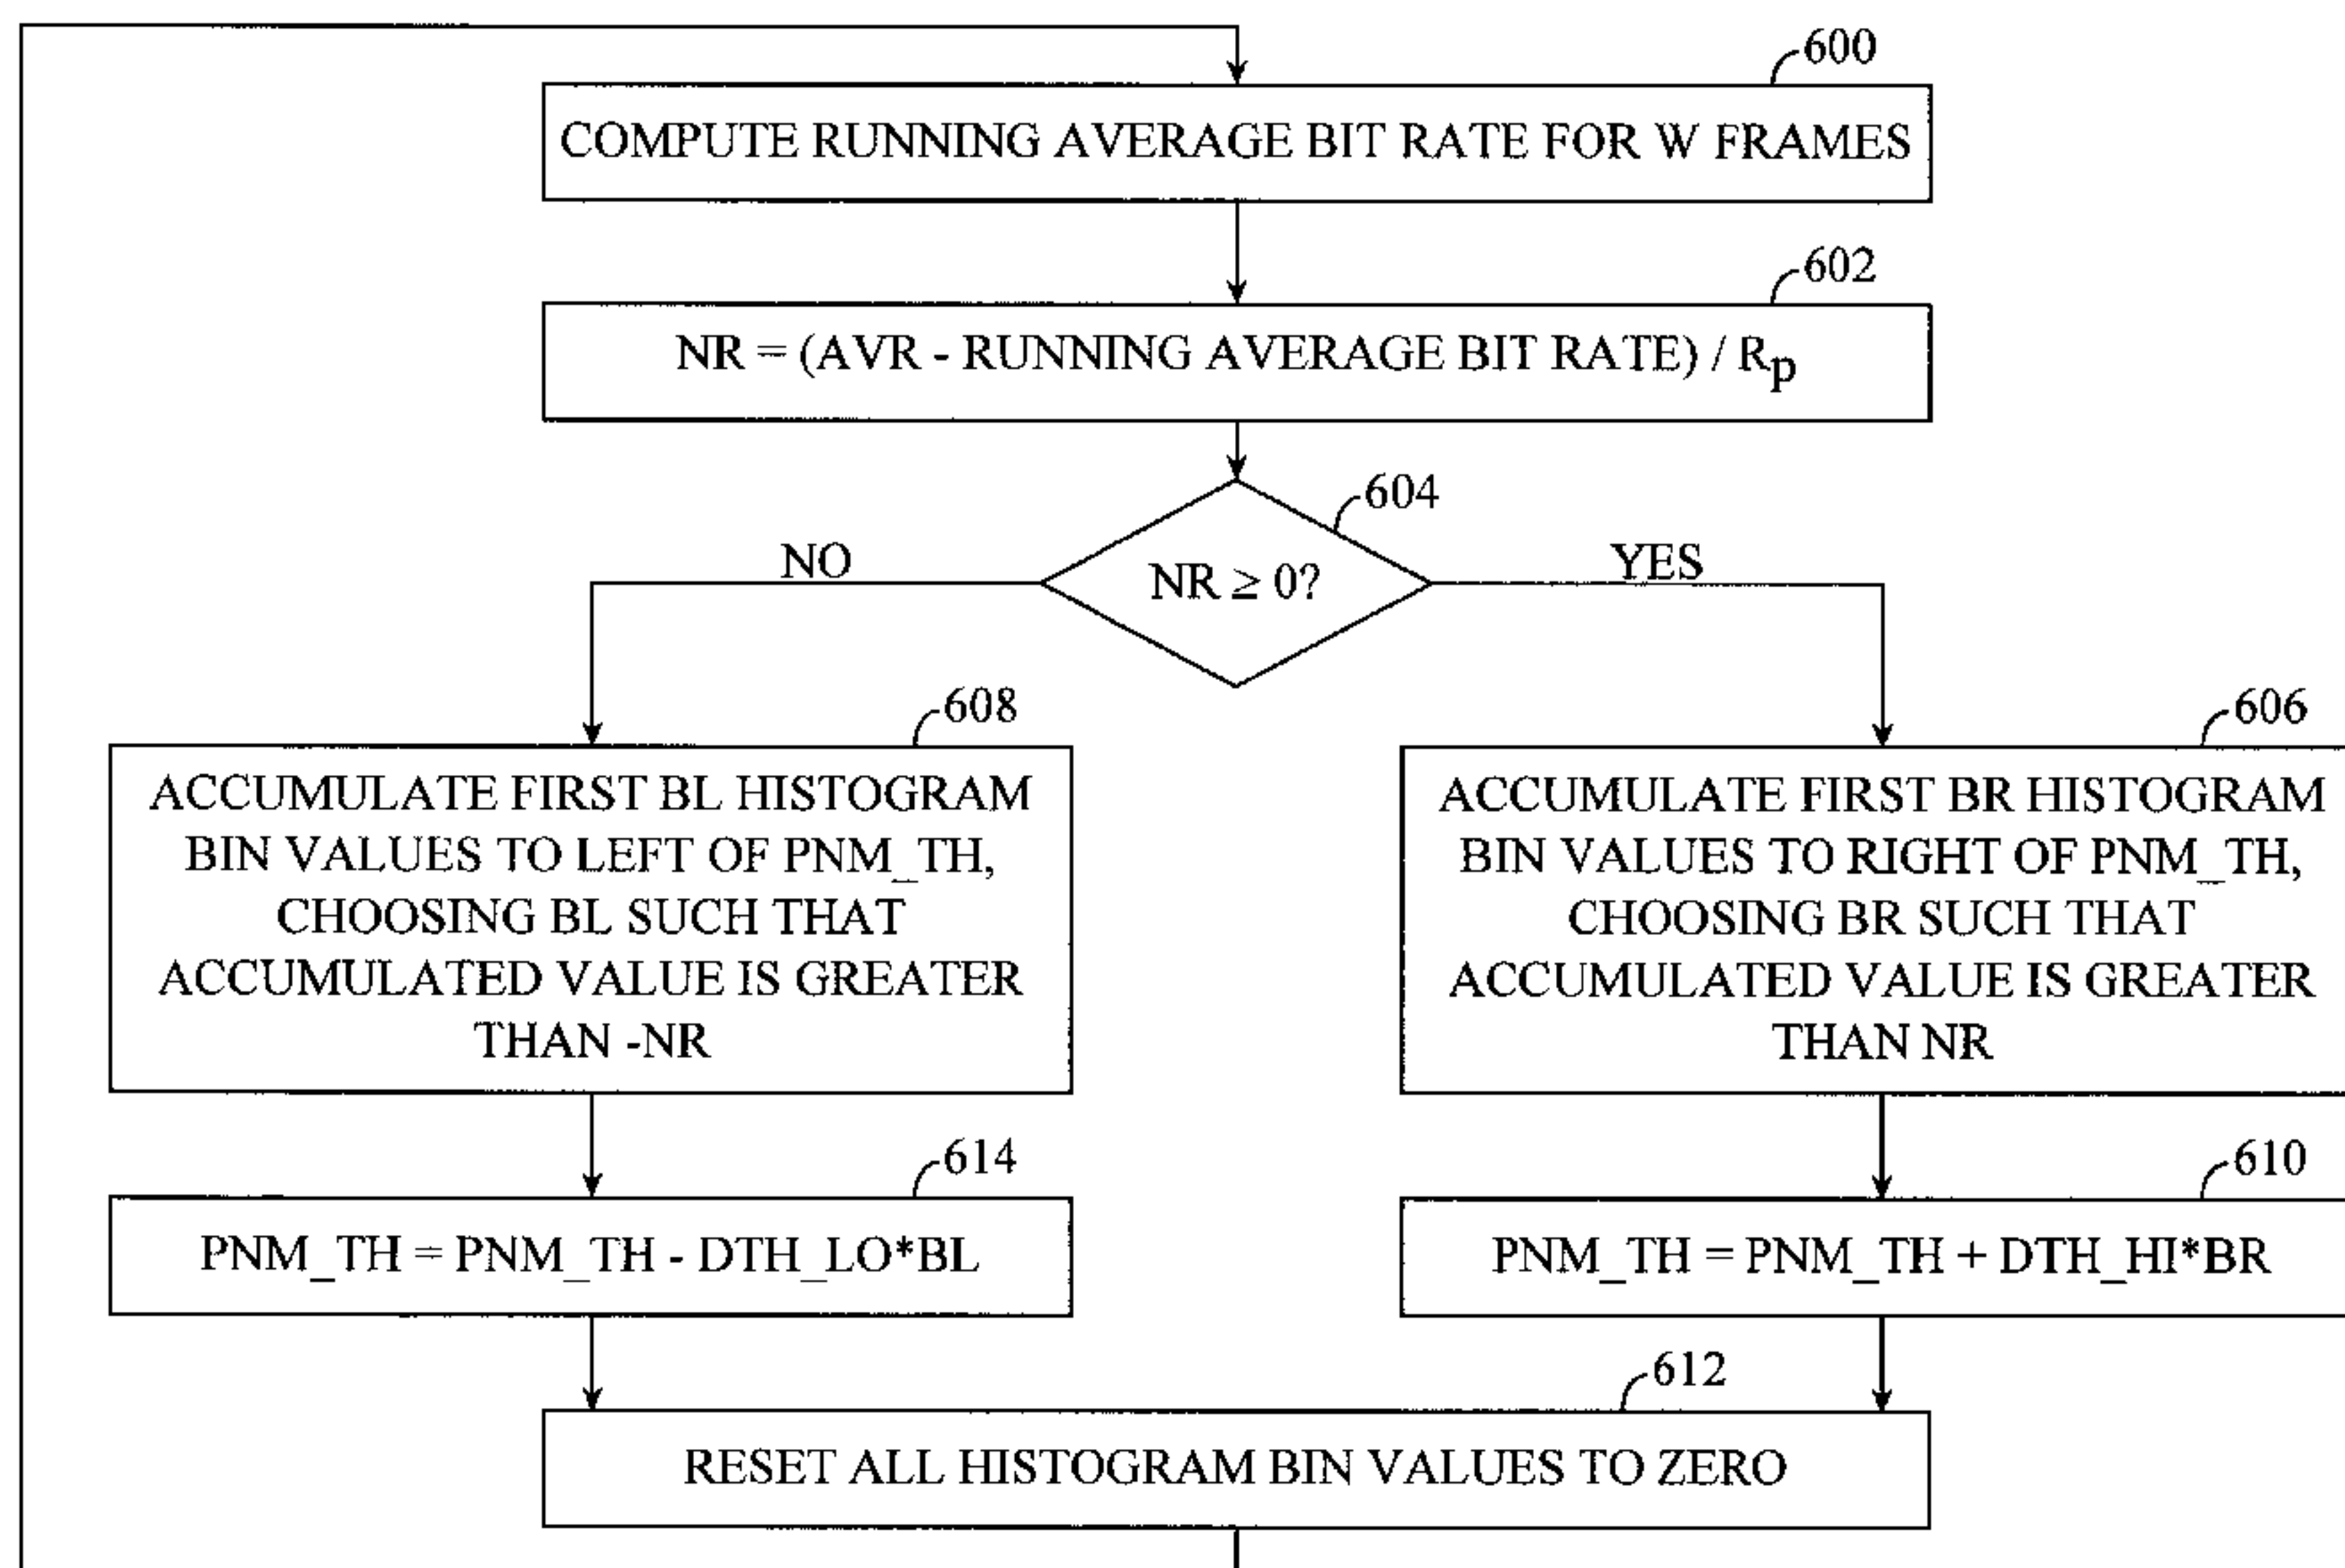 600
COMPUTE RUNNING AVERAGE BIT RATE FOR W FRAMES
602
NR = (AVR - RUNNING AVERAGE BIT RATE) / Rp
604
NO
NR ≥ 0?
YES
608
ACCUMULATE FIRST BL HISTOGRAM
BIN VALUES TO LEFT OF PNM_TH,
CHOOSING BL SUCH THAT
ACCUMULATED VALUE IS GREATER
THAN -NR
606
ACCUMULATE FIRST BR HISTOGRAM
BIN VALUES TO RIGHT OF PNM_TH,
CHOOSING BR SUCH THAT
ACCUMULATED VALUE IS GREATER
THAN NR
614
PNM_TH = PNM_TH - DTH_LO*BL
610
PNM_TH = PNM_TH + DTH_HI*BR
612
RESET ALL HISTOGRAM BIN VALUES TO ZERO